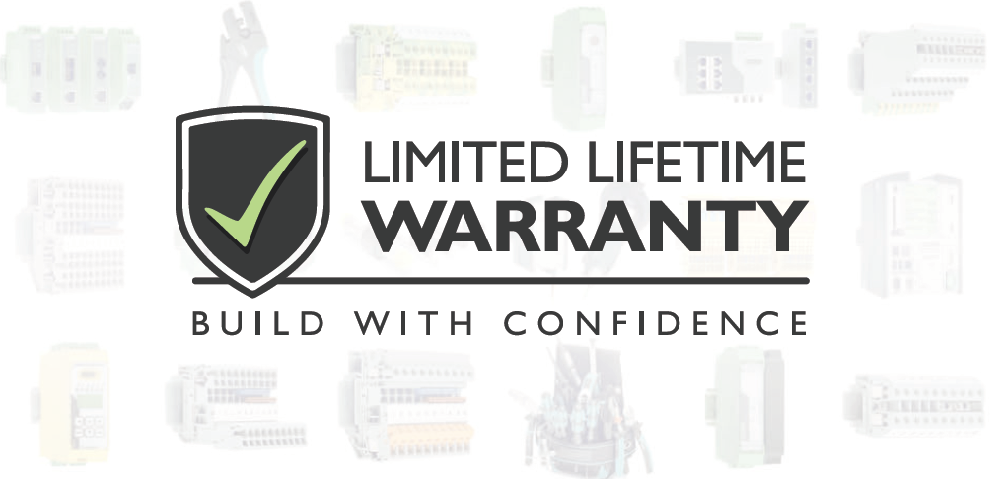 LIMITED LIFETIME
WARRANTY
BUILD WITH CONFIDENCE